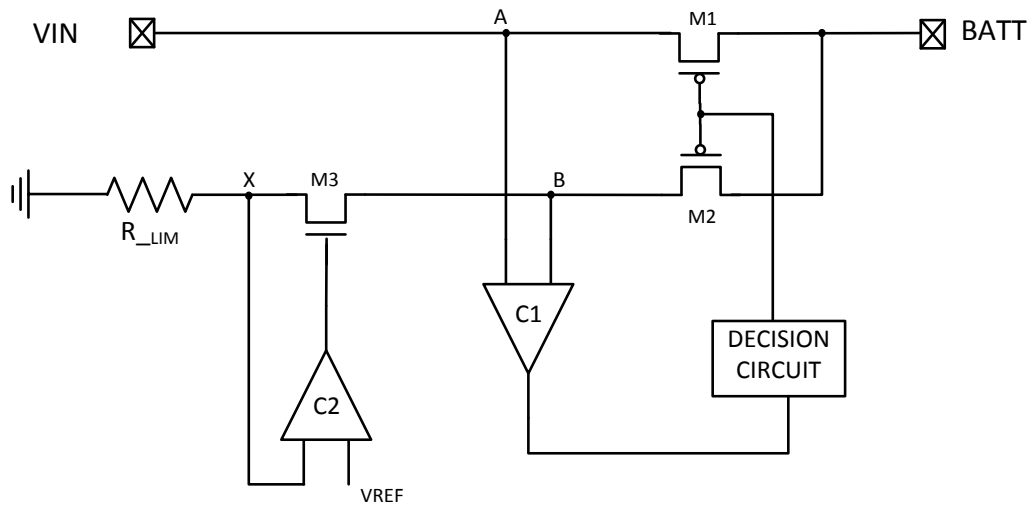 A
M1
VIN
BATT
X
M3
B
R_LIM
M2
C1
DECISION
CIRCUIT
C2
VREF